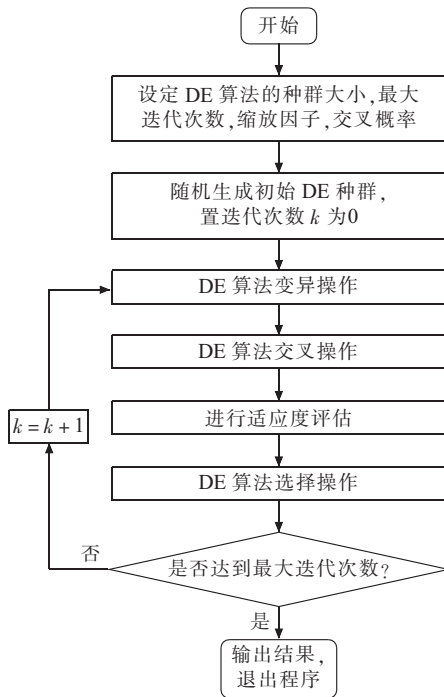 开始
设定 DE 算法的种群大小,最大
迭代次数,缩放因子,交叉概率
随机生成初始 DE 种群,
置迭代次数 k 为0
DE 算法变异操作
DE 算法交叉操作
k = k + 1
进行适应度评估
DE 算法选择操作
否
是否达到最大迭代次数?
是
输出结果,
退出程序